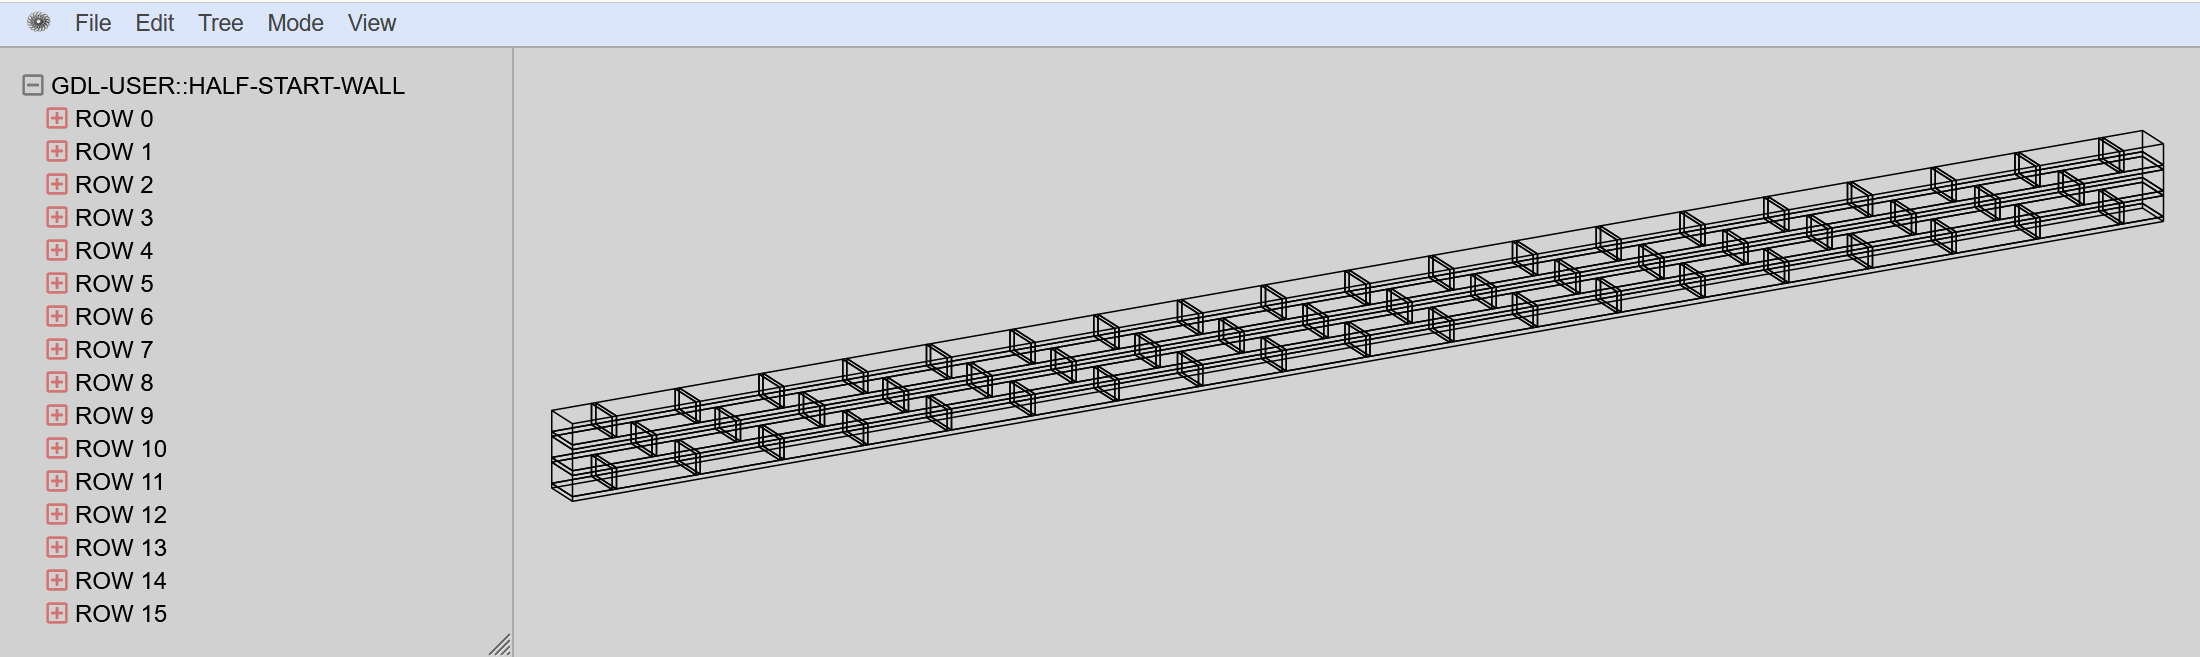 File Edit Tree Mode View
GDL-USER::HALF-START-WALL
ROW 0
ROW 1
ROW 2
ROW 3
ROW 4
ROW 5
ROW 6
ROW 7
ROW 8
ROW 9
ROW 10
ROW 11
ROW 12
ROW 13
ROW 14
ROW 15